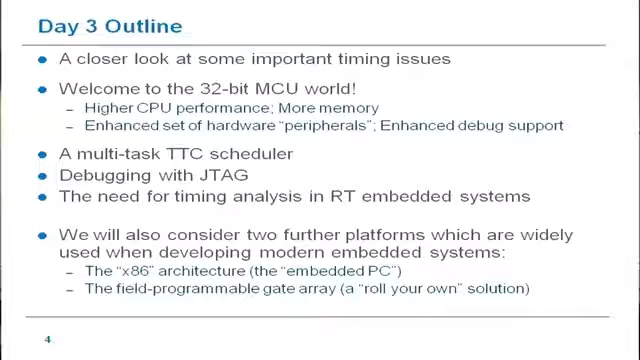 Day 3 Outline
A closer look at some important timing issues
Welcome to the 32-bit MCU world!
– Higher CPU performance; More memory
– Enhanced set of hardware “peripherals”; Enhanced debug support
A multi-task TTC scheduler
Debugging with JTAG
The need for timing analysis in RT embedded systems
We will also consider two further platforms which are widely
used when developing modern embedded systems:
– The “x86” architecture (the “embedded PC”)
– The field-programmable gate array (a “roll your own” solution)
4